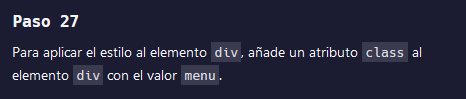 Paso 27
Para aplicar el estilo al elemento div, añade un atributo class al
elemento div con el valor menu.